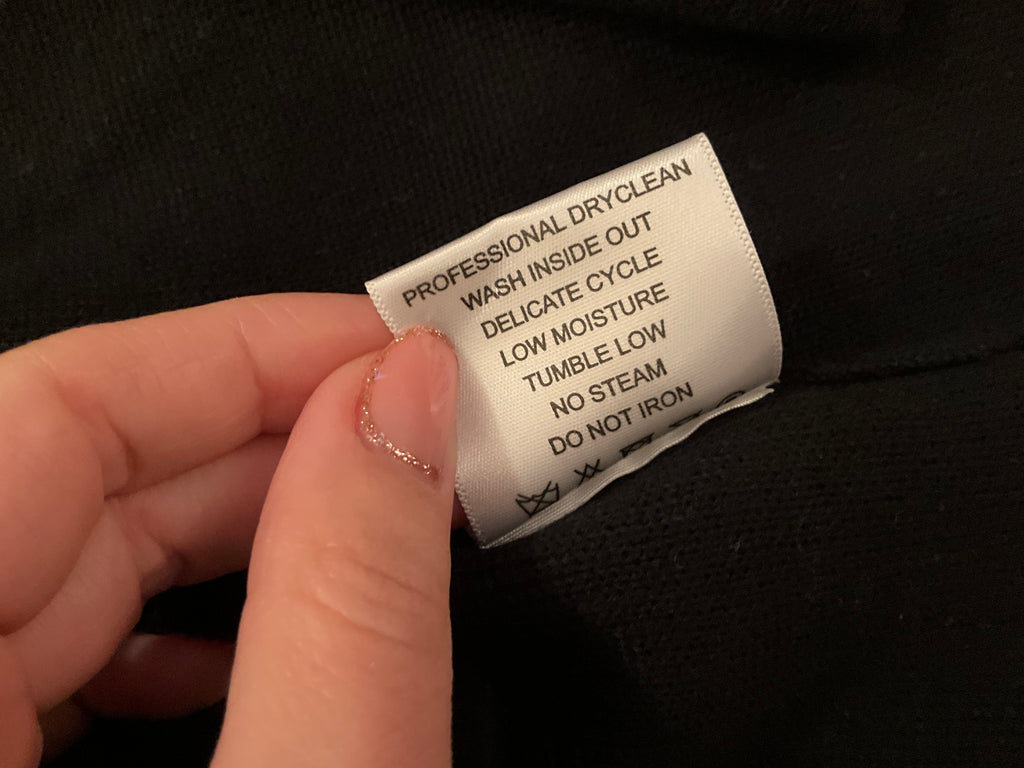 PROFESSIONAL DRYCLEAN
WASH INSIDE OUT
DELICATE CYCLE
LOW MOISTURE
TUMBLE LOW
NO STEAM
DO NOT IRON